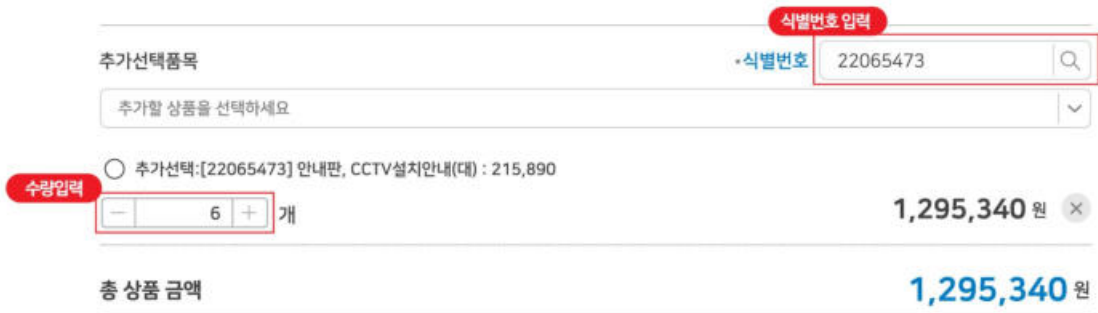 식별번호 입력
추가선택품목
•식별번호 22065473
추가할 상품을 선택하세요
추가선택:[22065473] 안내판, CCTV설치안내(대) : 215,890
수량입력
6 개
1,295,340 원
총 상품 금액
1,295,340 원